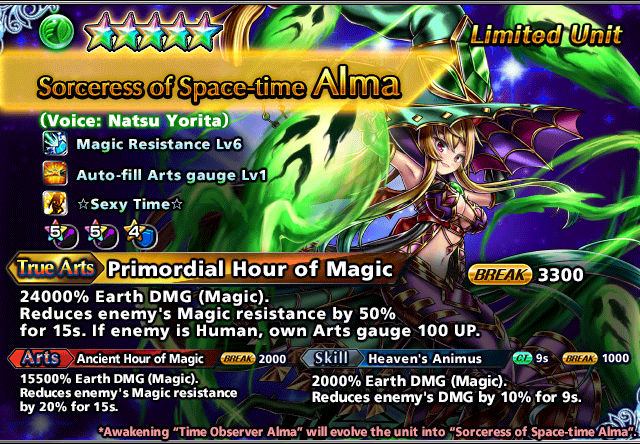 Limited Unit
Sorceress of Space-time Alma
(Voice: Natsu Yorita)
Magic Resistance Lv6
Auto-fill Arts gauge Lv1
☆Sexy Time☆
5 5 4
True Arts Primordial Hour of Magic BREAK 3300
24000% Earth DMG (Magic).
Reduces enemy's Magic resistance by 50%
for 15s. If enemy is Human, own Arts gauge 100 UP.
Arts Ancient Hour of Magic BREAK 2000
15500% Earth DMG (Magic).
Reduces enemy's Magic resistance
by 20% for 15s.
Skill Heaven's Animus CT: 9s BREAK 1000
2000% Earth DMG (Magic).
Reduces enemy's DMG by 10% for 9s.
*Awakening “Time Observer Alma” will evolve the unit into “Sorceress of Space-time Alma”.